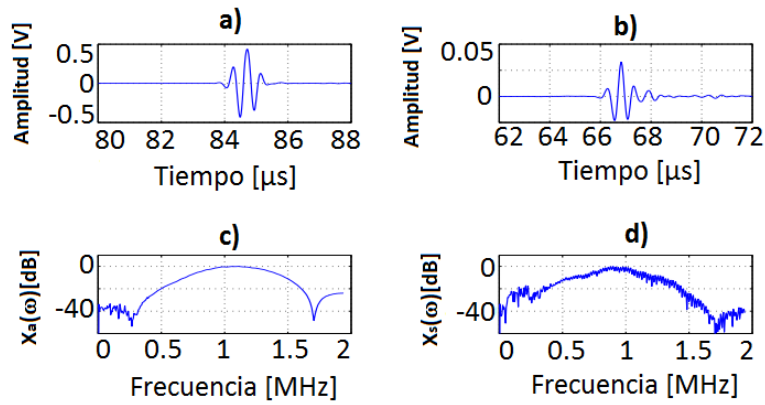 a)
Amplitud [V]
0.5
0
-0.5
80 82 84 86 88
Tiempo [µs]
b)
Amplitud [V]
0.05
0
62 64 66 68 70 72
Tiempo [µs]
c)
Xa(ω)[dB]
0
-40
0 0.5 1 1.5 2
Frecuencia [MHz]
d)
Xs(ω)[dB]
0
-40
0 0.5 1 1.5 2
Frecuencia [MHz]